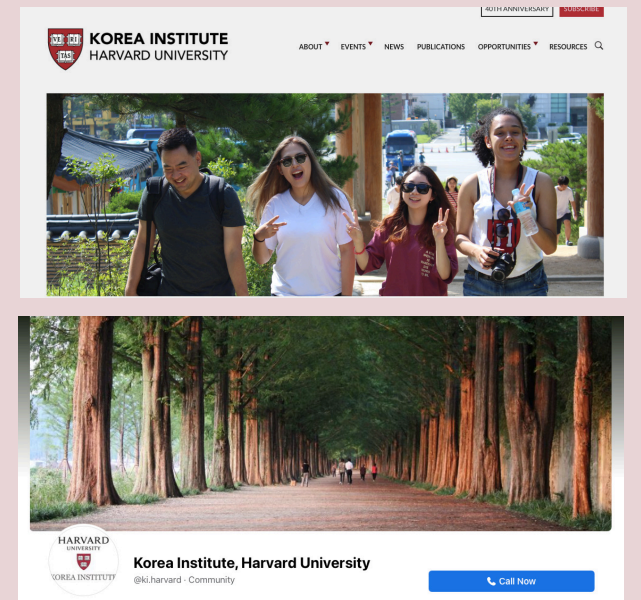 40TH ANNIVERSARY SUBSCRIBE
KOREA INSTITUTE
HARVARD UNIVERSITY
ABOUT EVENTS NEWS PUBLICATIONS OPPORTUNITIES RESOURCES
HARVARD
UNIVERSITY
KOREA INSTITUTE
Korea Institute, Harvard University
@ki.harvard · Community
Call Now